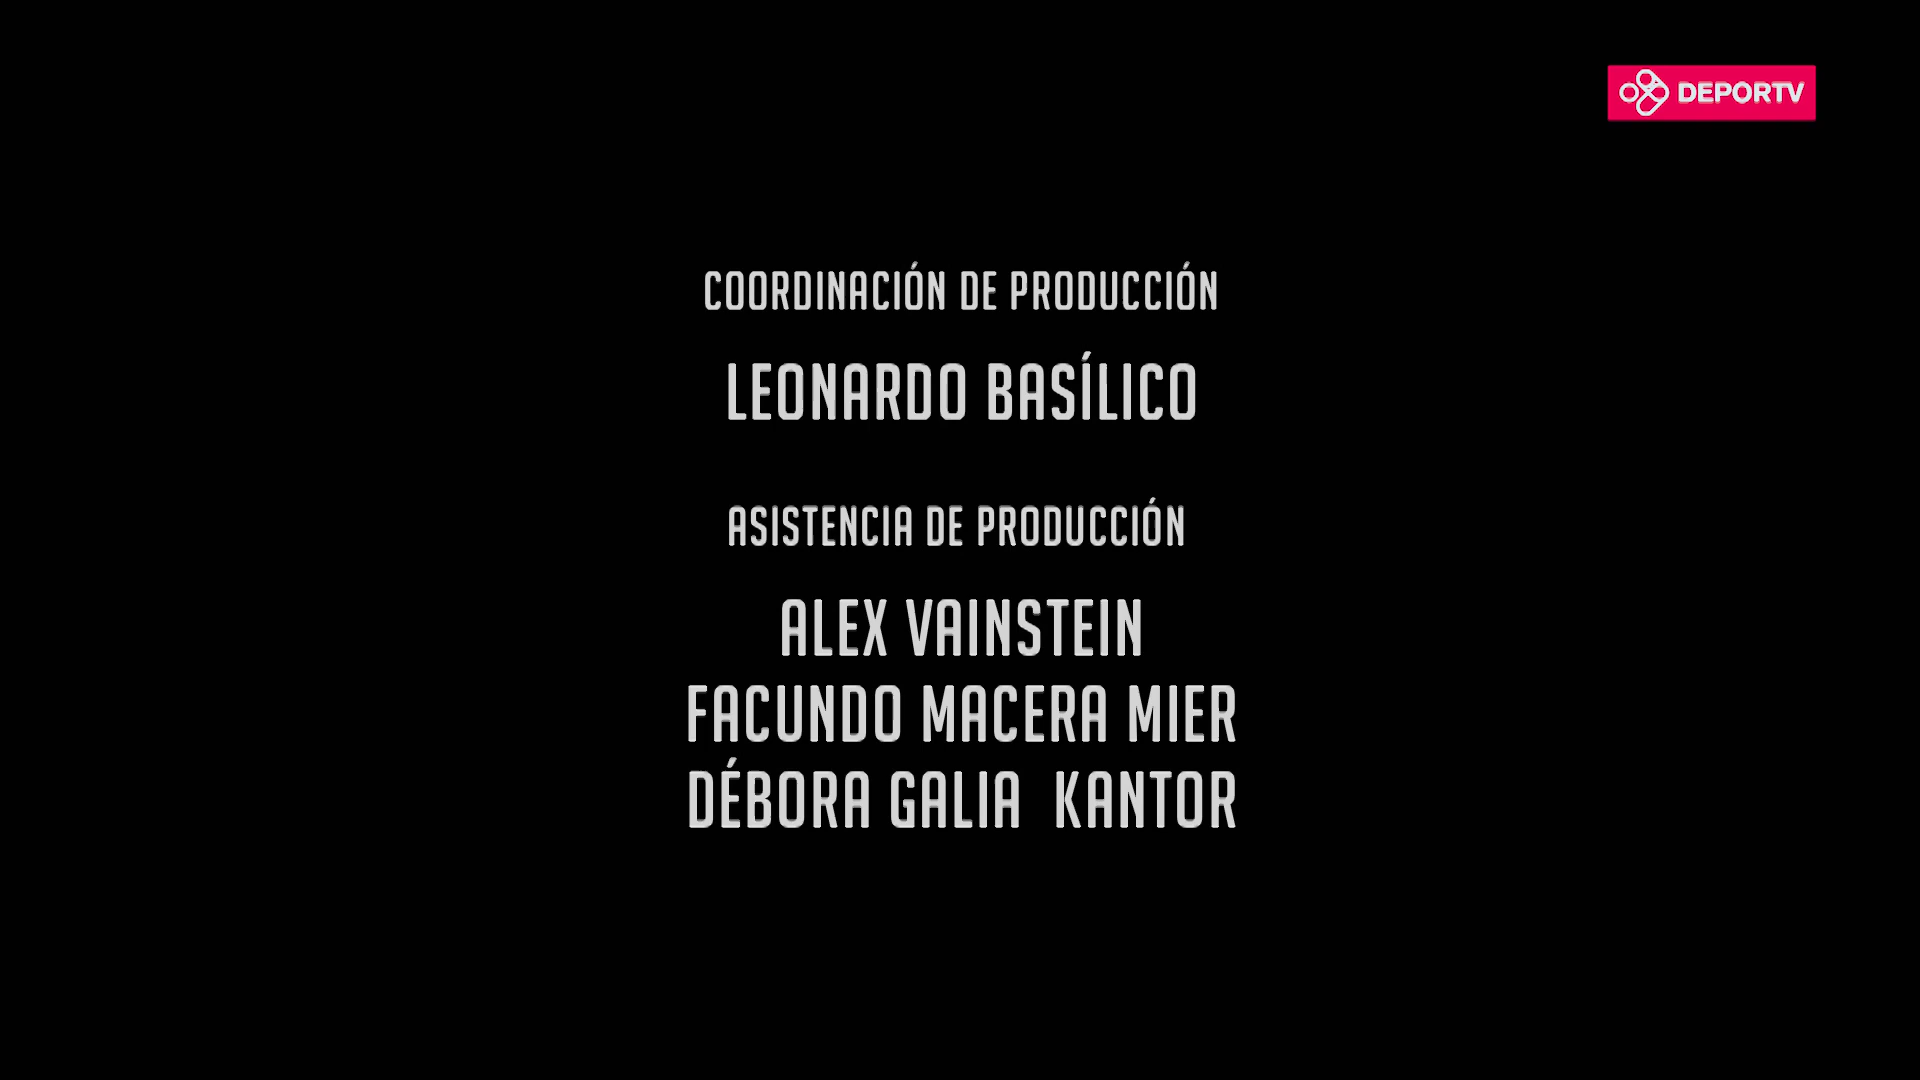 DEPORTV
COORDINACIÓN DE PRODUCCIÓN
LEONARDO BASÍLICO
ASISTENCIA DE PRODUCCIÓN
ALEX VAINSTEIN
FACUNDO MACERA MIER
DÉBORA GALIA  KANTOR